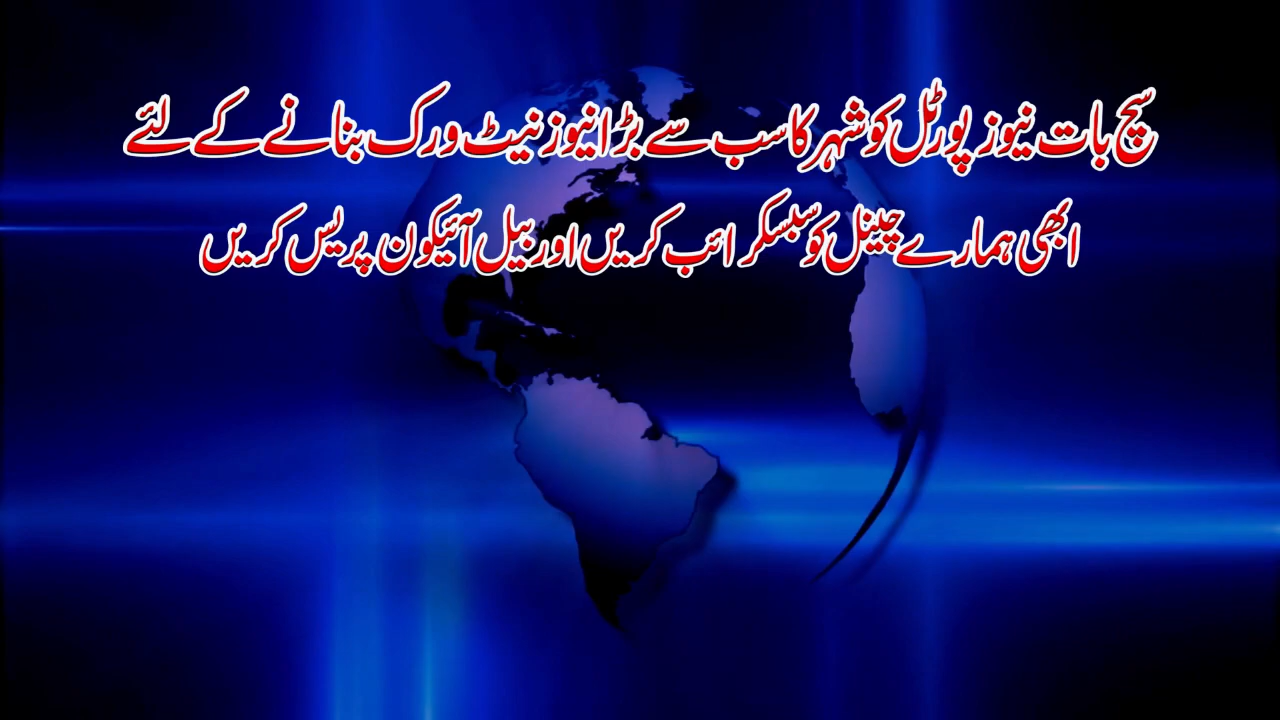 سچ بات نیوز پورٹل کو شہر کا سب سے بڑا نیوز نیٹ ورک بنانے کے لئے
ابھی ہمارے چینل کو سبسکرائب کریں اور بیل آئیکون پریس کریں